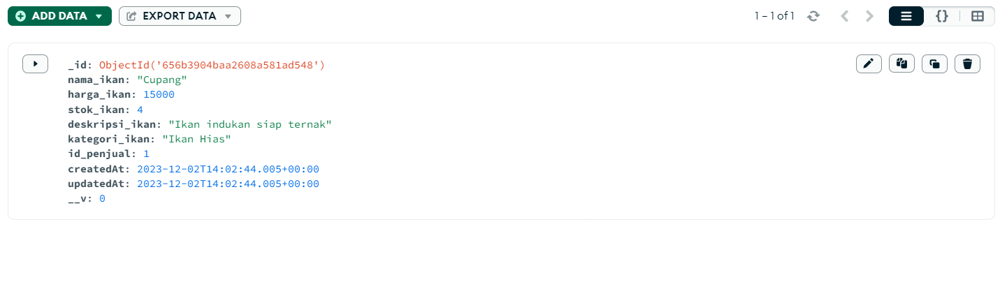 ADD DATA EXPORT DATA 1 – 1 of 1 {}
_id: ObjectId('656b3904baa2608a581ad548')
nama_ikan: "Cupang"
harga_ikan: 15000
stok_ikan: 4
deskripsi_ikan: "Ikan indukan siap ternak"
kategori_ikan: "Ikan Hias"
id_penjual: 1
createdAt: 2023-12-02T14:02:44.005+00:00
updatedAt: 2023-12-02T14:02:44.005+00:00
__v: 0